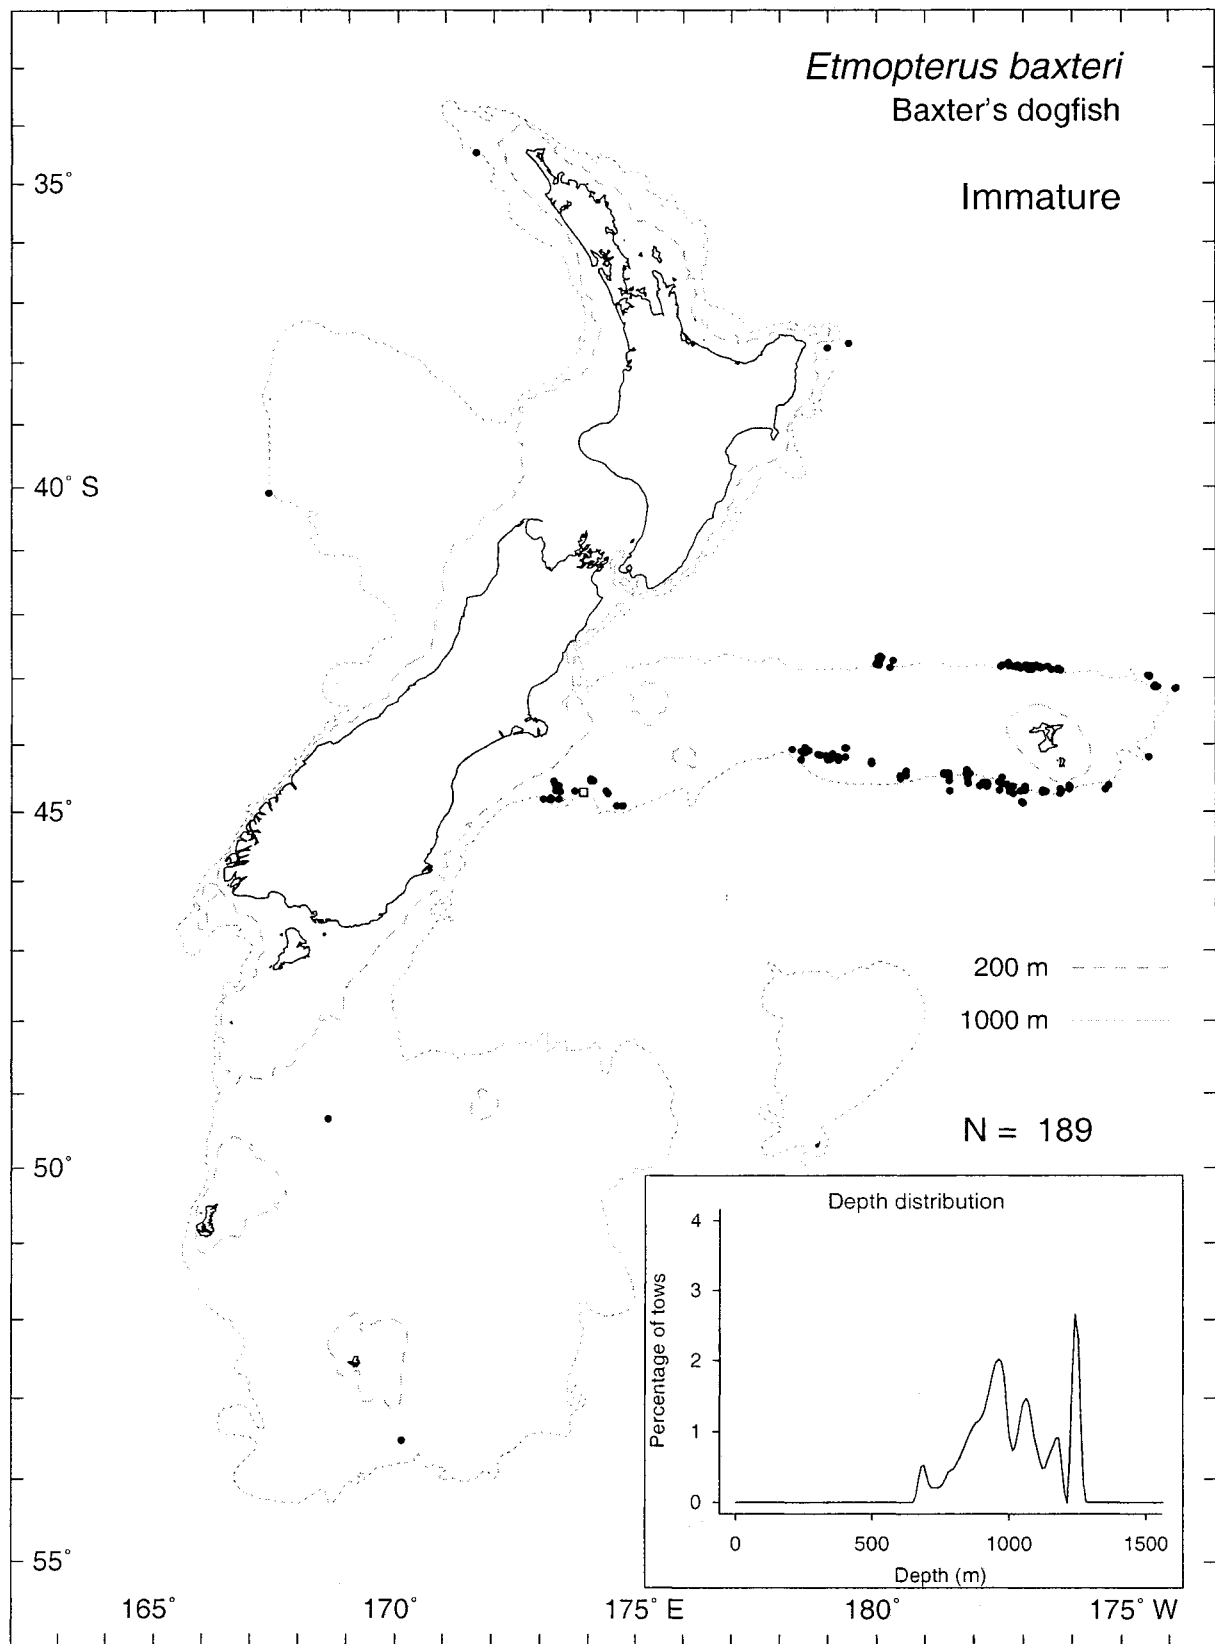 Etmopterus baxteri
Baxter's dogfish
Immature
35°
40° S
45°
200 m
1000 m
N = 189
50°
Depth distribution
4
3
2
1
0
Percentage of tows
0 500 1000 1500
Depth (m)
55°
165° 170° 175° E 180° 175° W